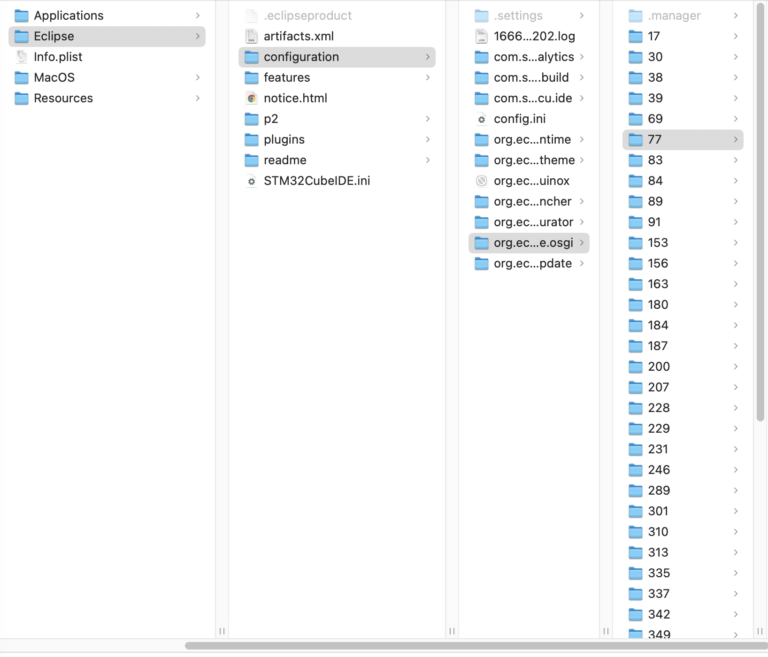 Applications
Eclipse
Info.plist
MacOS
Resources
.eclipseproduct
artifacts.xml
configuration
features
notice.html
p2
plugins
readme
STM32CubeIDE.ini
.settings
1666...202.log
com.s...alytics
com.s....build
com.s...cu.ide
config.ini
org.ec...ntime
org.ec...theme
org.ec...uinox
org.ec...ncher
org.ec...urator
org.ec...e.osgi
org.ec...pdate
.manager
17
30
38
39
69
77
83
84
89
91
153
156
163
180
184
187
200
207
228
229
231
246
289
301
310
313
335
337
342
349